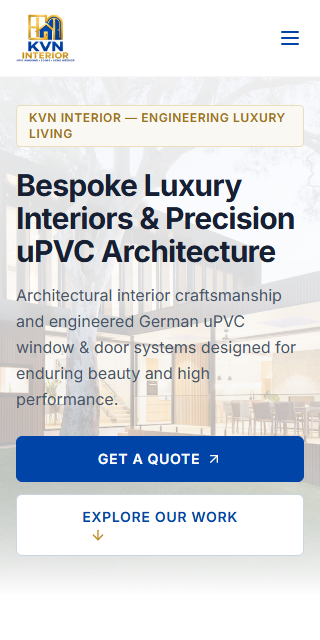 KVN
INTERIOR
KVN INTERIOR — ENGINEERING LUXURY
LIVING
Bespoke Luxury
Interiors & Precision
uPVC Architecture
Architectural interior craftsmanship
and engineered German uPVC
window & door systems designed for
enduring beauty and high
performance.
GET A QUOTE
EXPLORE OUR WORK